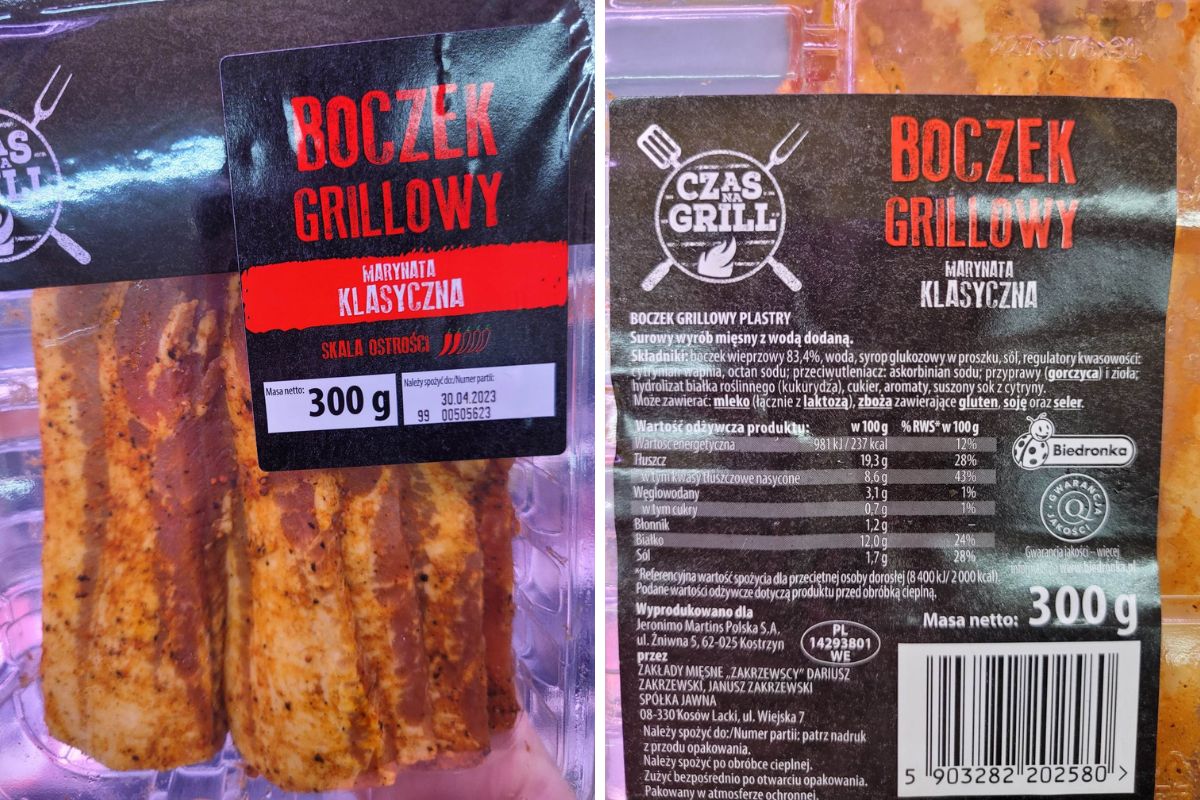 CZAS
NA
GRILL
BOCZEK
GRILLOWY
MARYNATA
KLASYCZNA
SKALA OSTROŚCI
Masa netto: 300 g
Należy spożyć do:/Numer partii:
30.04.2023
99 00505623
CZAS
NA
GRILL
BOCZEK
GRILLOWY
MARYNATA
KLASYCZNA
BOCZEK GRILLOWY PLASTRY
Surowy wyrób mięsny z wodą dodaną.
Składniki: boczek wieprzowy 83,4%, woda, syrop glukozowy w proszku, sól, regulatory kwasowości:
cytrynian wapnia, octan sodu; przeciwutleniacz: askorbinian sodu; przyprawy (gorczyca) i zioła;
hydrolizat białka roślinnego (kukurydza), cukier, aromaty, suszony sok z cytryny.
Może zawierać: mleko (łącznie z laktozą), zboża zawierające gluten, soję oraz seler.
Wartość odżywcza produktu: w 100 g % RWS* w 100 g
Wartość energetyczna 981 kJ / 237 kcal 12%
Tłuszcz 19,3 g 28%
w tym kwasy tłuszczowe nasycone 8,6 g 43%
Węglowodany 3,1 g 1%
w tym cukry 0,7 g 1%
Błonnik 1,2 g –
Białko 12,0 g 24%
Sól 1,7 g 28%
*Referencyjna wartość spożycia dla przeciętnej osoby dorosłej (8 400 kJ/ 2 000 kcal).
Podane wartości odżywcze dotyczą produktu przed obróbką cieplną.
Biedronka
GWARANCJA
JAKOŚCI
Q
Gwarancja jakości – więcej
informacji na www.biedronka.pl
Masa netto: 300 g
Wyprodukowano dla
Jeronimo Martins Polska S.A.
ul. Żniwna 5, 62-025 Kostrzyn
przez
ZAKŁADY MIĘSNE „ZAKRZEWSCY” DARIUSZ
ZAKRZEWSKI, JANUSZ ZAKRZEWSKI
SPÓŁKA JAWNA
08-330 Kosów Lacki, ul. Wiejska 7
PL
14293801
WE
Należy spożyć do:/Numer partii: patrz nadruk
z przodu opakowania.
Należy spożyć po obróbce cieplnej.
Zużyć bezpośrednio po otwarciu opakowania.
Pakowany w atmosferze ochronnej.
5 903282 202580 >